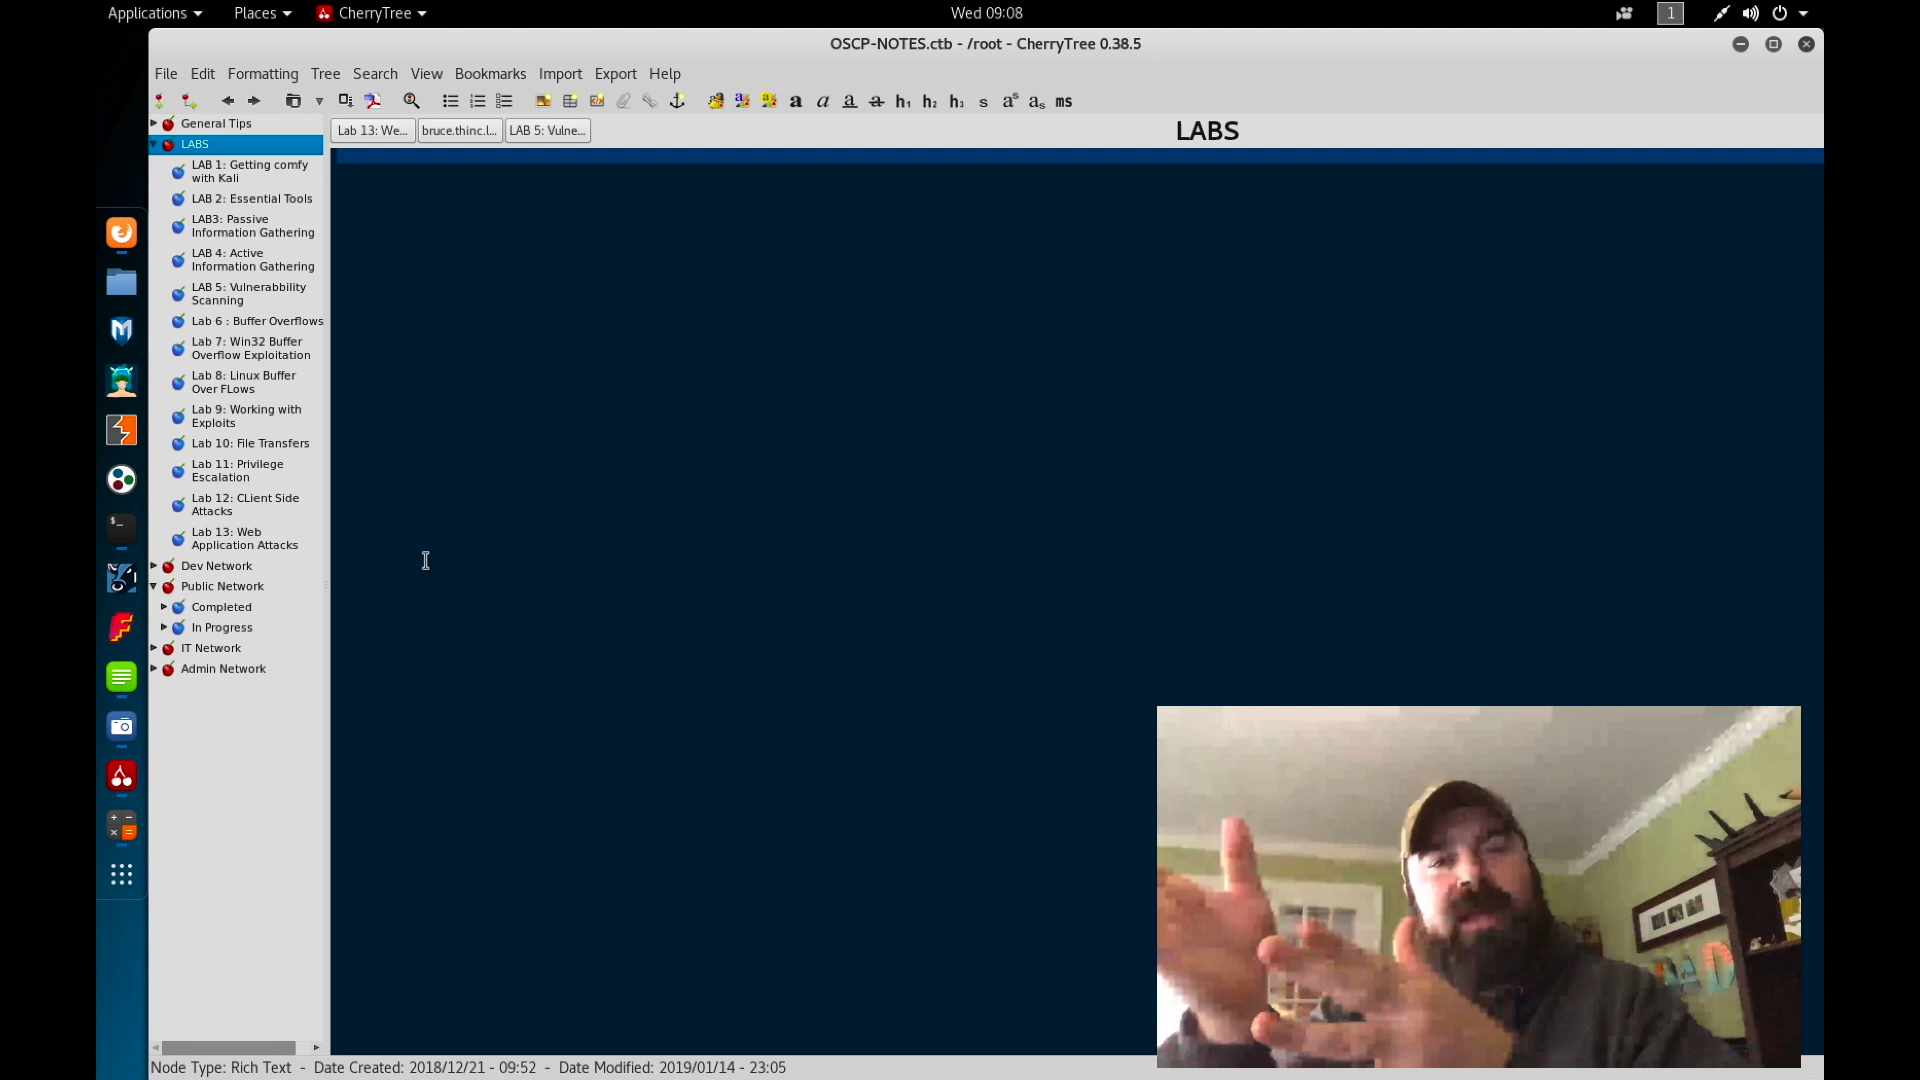 Applications
Places
CherryTree
Wed 09:08
1
OSCP-NOTES.ctb - /root - CherryTree 0.38.5
File Edit Formatting Tree Search View Bookmarks Import Export Help
a a a a h1 h2 h3 s as as ms
General Tips
Lab 13: We... bruce.thinc.l... LAB 5: Vulne...
LABS
LABS
LAB 1: Getting comfy
with Kali
LAB 2: Essential Tools
LAB3: Passive
Information Gathering
LAB 4: Active
Information Gathering
LAB 5: Vulnerabbility
Scanning
Lab 6 : Buffer Overflows
Lab 7: Win32 Buffer
Overflow Exploitation
Lab 8: Linux Buffer
Over FLows
Lab 9: Working with
Exploits
Lab 10: File Transfers
Lab 11: Privilege
Escalation
Lab 12: CLient Side
Attacks
Lab 13: Web
Application Attacks
Dev Network
Public Network
Completed
In Progress
IT Network
Admin Network
Node Type: Rich Text - Date Created: 2018/12/21 - 09:52 - Date Modified: 2019/01/14 - 23:05